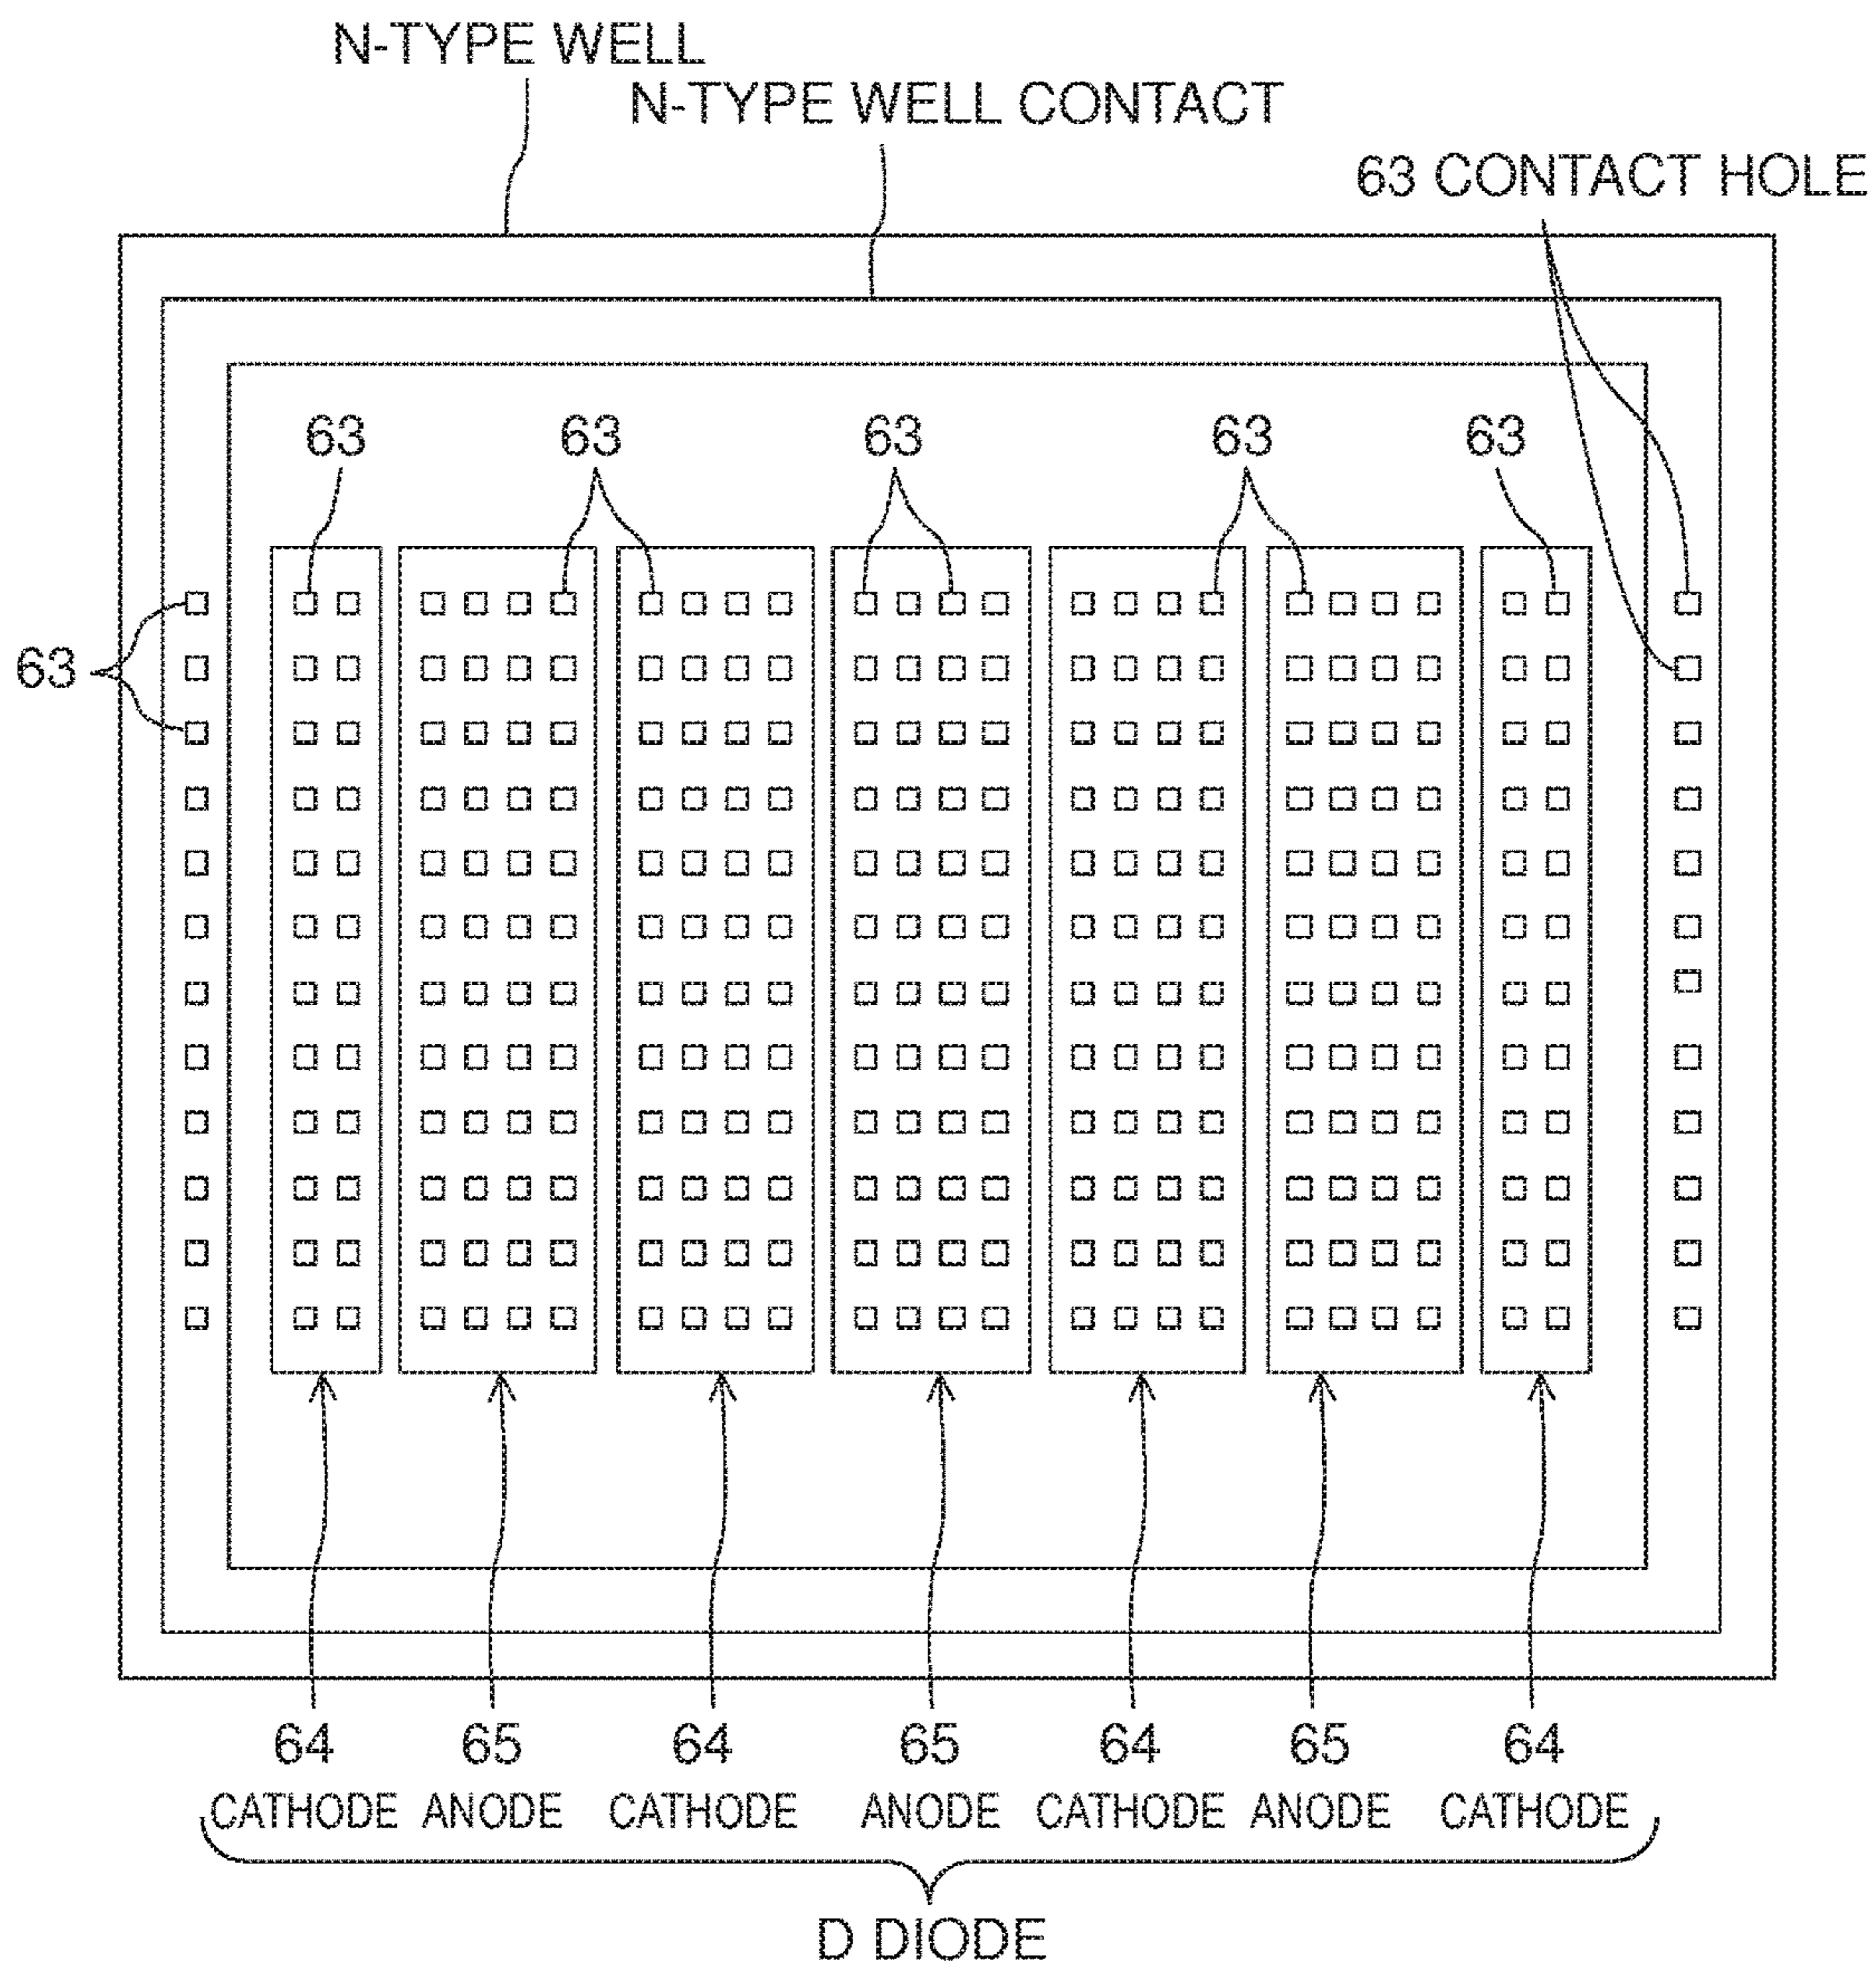 N-TYPE WELL
N-TYPE WELL CONTACT
63 CONTACT HOLE
63 63 63 63 63
63
64 65 64 65 64 65 64
CATHODE ANODE CATHODE ANODE CATHODE ANODE CATHODE
D DIODE